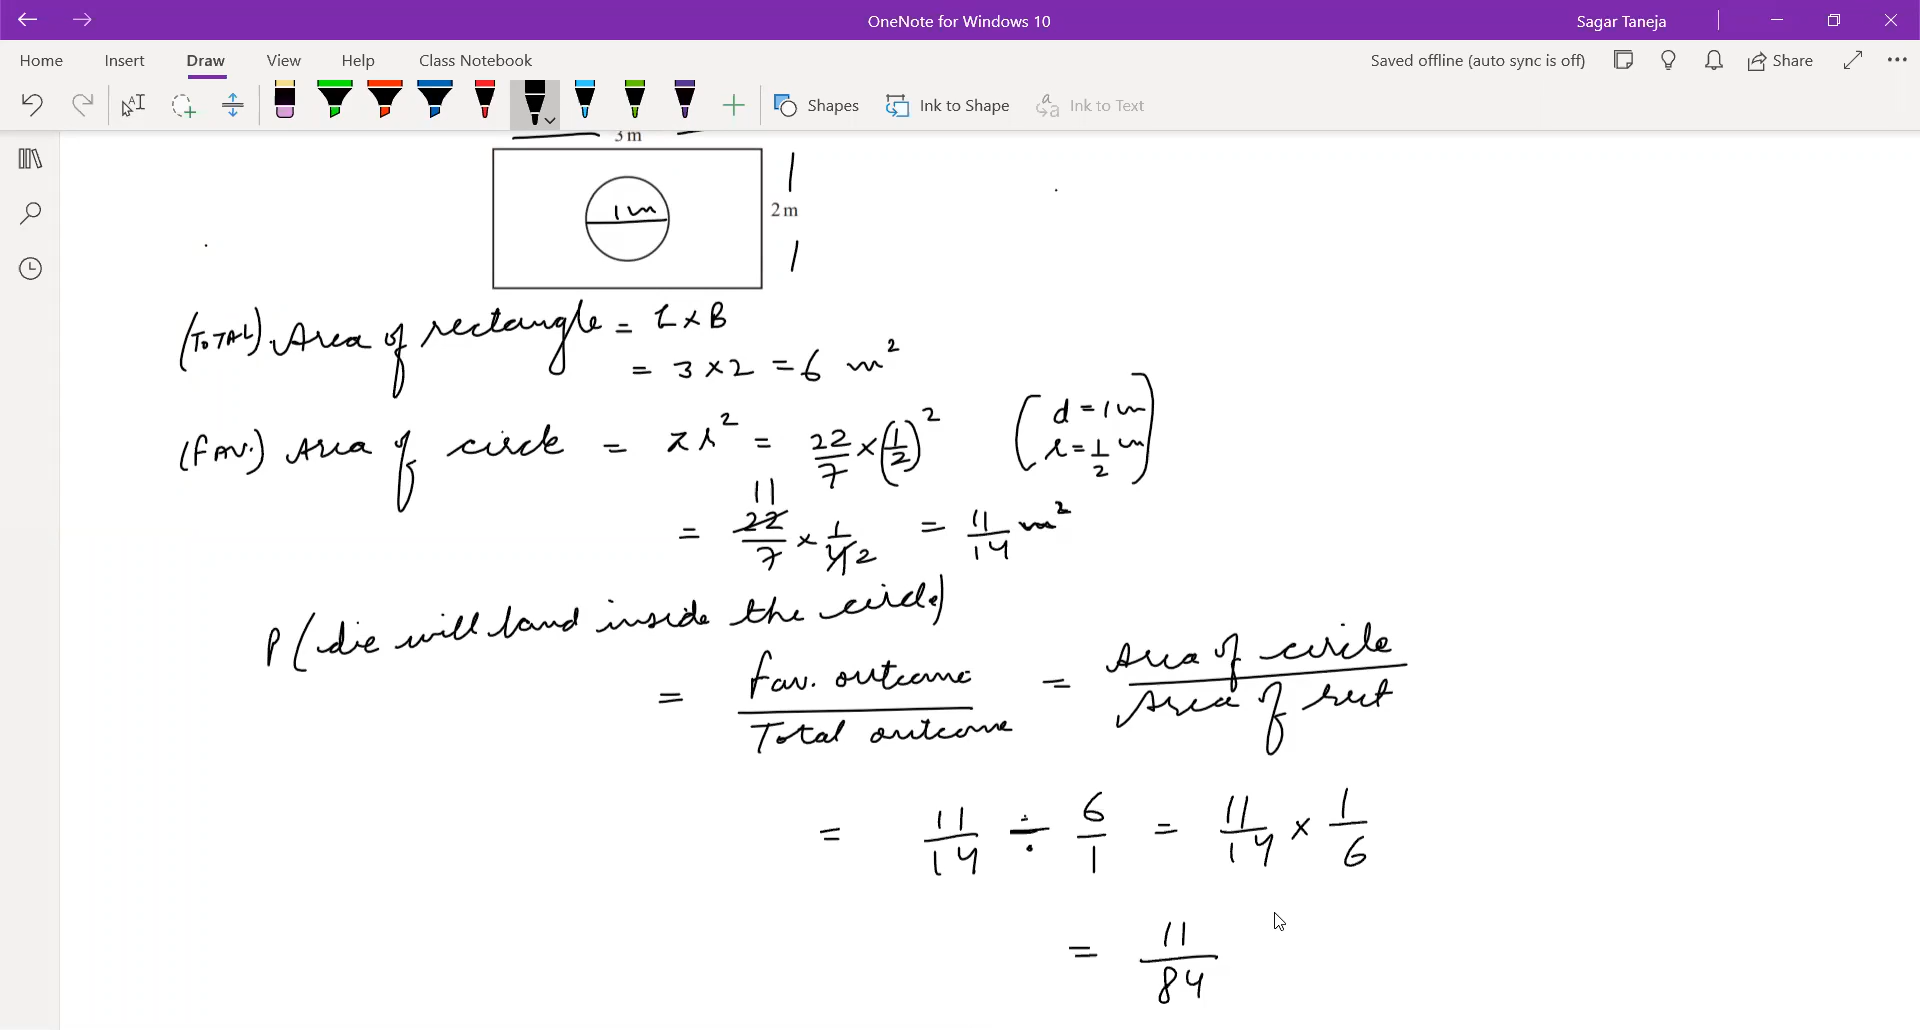 OneNote for Windows 10
Sagar Taneja
Home Insert Draw View Help Class Notebook
Saved offline (auto sync is off) Share
Shapes Ink to Shape Ink to Text
3 m
1 m
2 m
(TOTAL). Area of rectangle = L × B
= 3 × 2 = 6 m²
(FAV.) Area of circle = πr² = 22/7 × (1/2)² (d = 1m
r = 1/2 m)
= 22/7 × 1/4 = 11/14 m²
11
2
P(die will land inside the circle)
= fav. outcome / Total outcome = Area of circle / Area of rect
= 11/14 ÷ 6/1 = 11/14 × 1/6
= 11/84